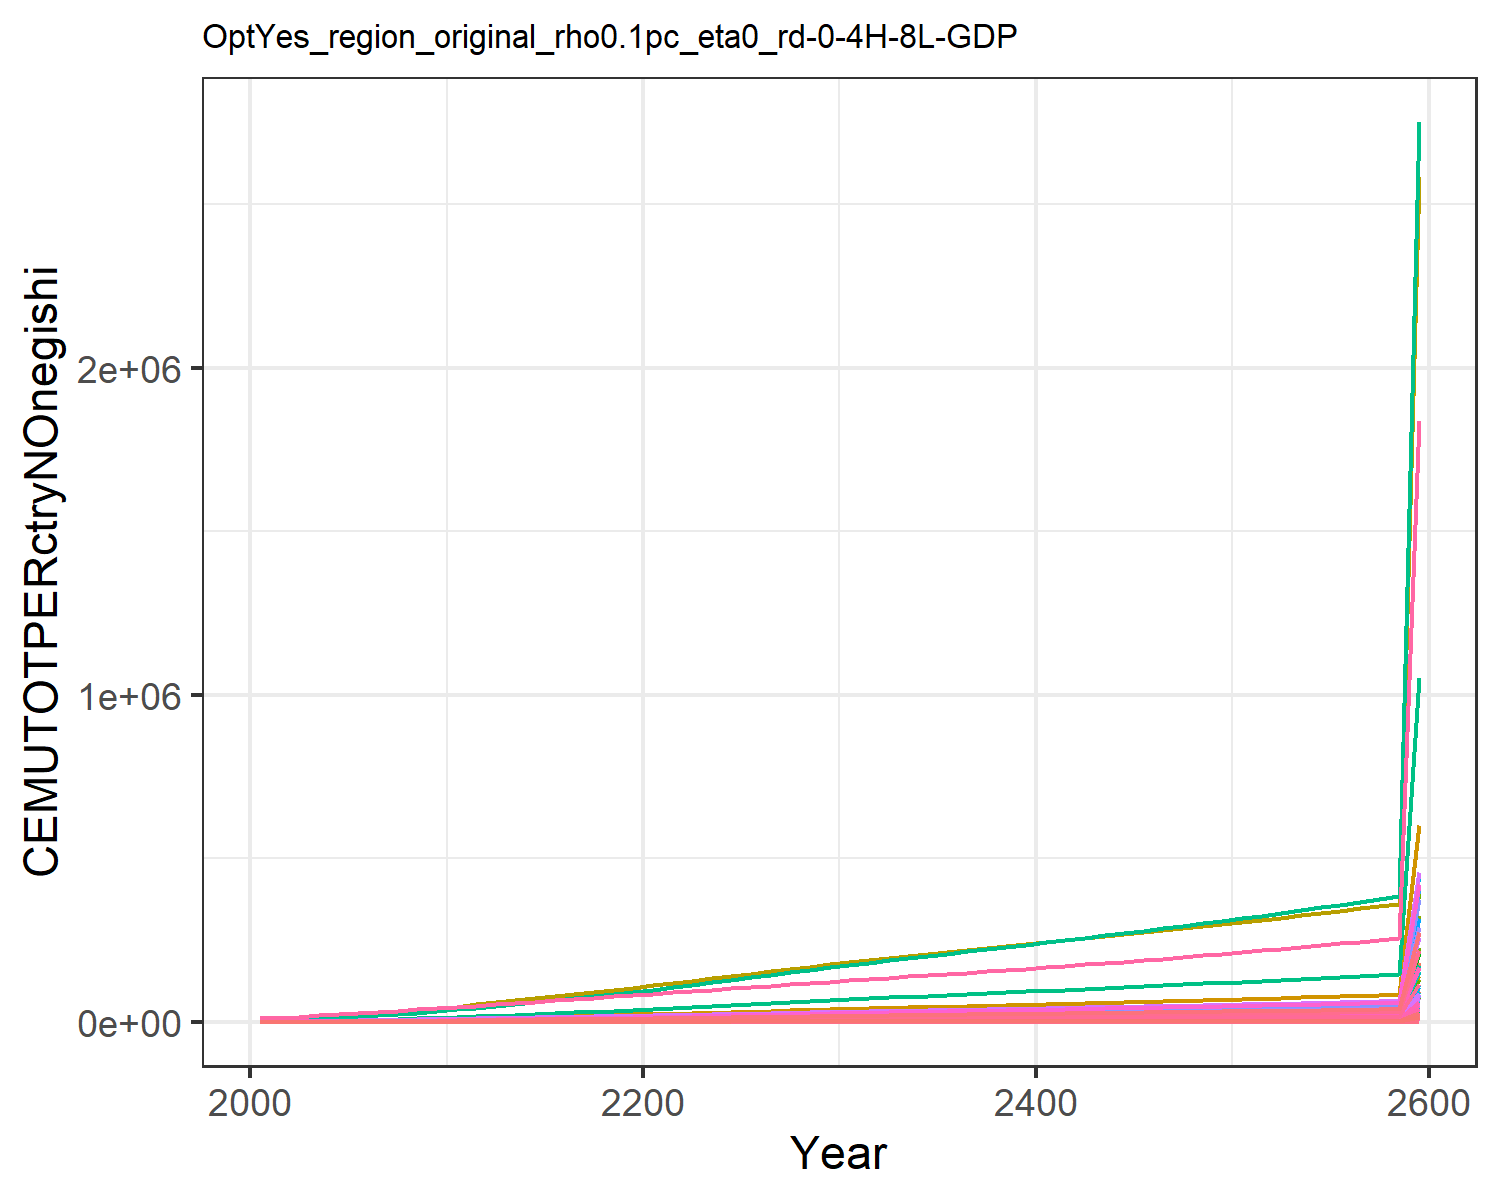 OptYes_region_original_rho0.1pc_eta0_rd-0-4H-8L-GDP
CEMUTOTPERctryNOnegishi
2e+06
1e+06
0e+00
2000
2200
2400
2600
Year